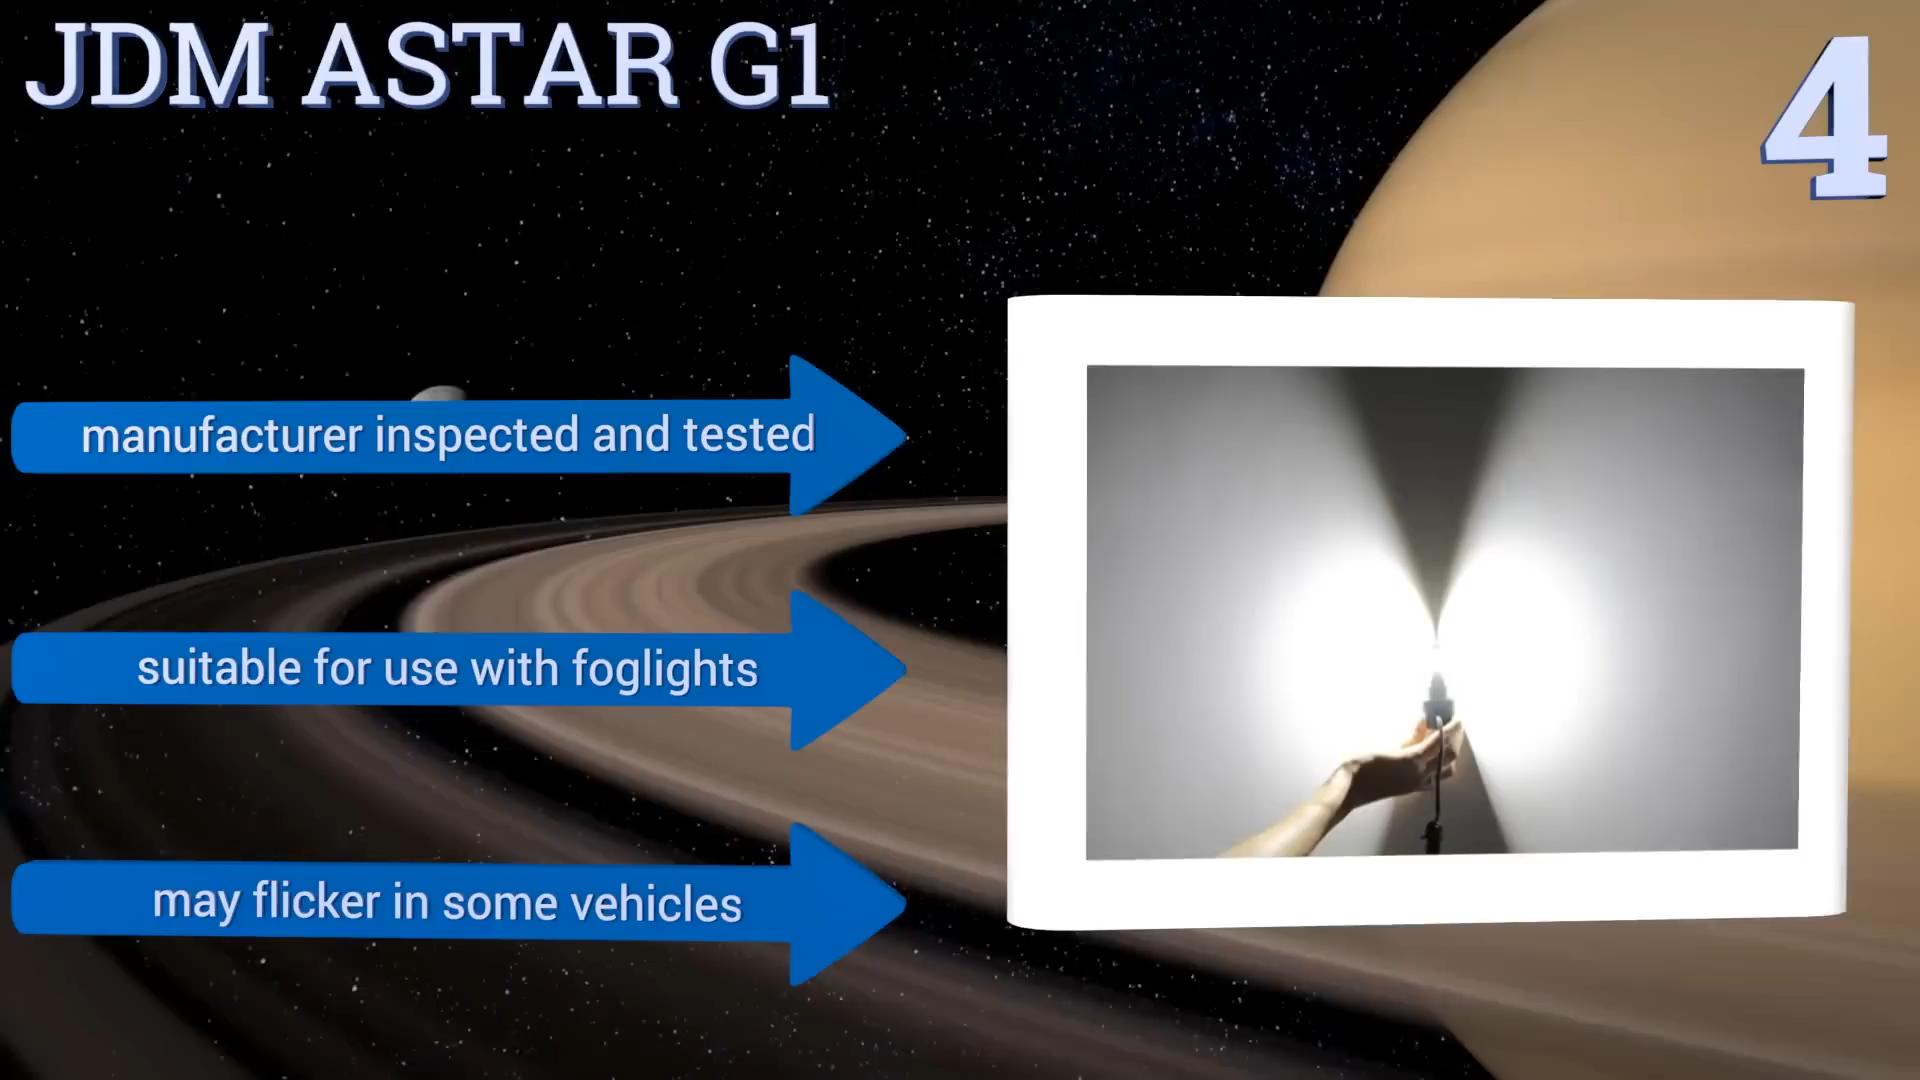 JDM ASTAR G1
4
manufacturer inspected and tested
suitable for use with foglights
may flicker in some vehicles